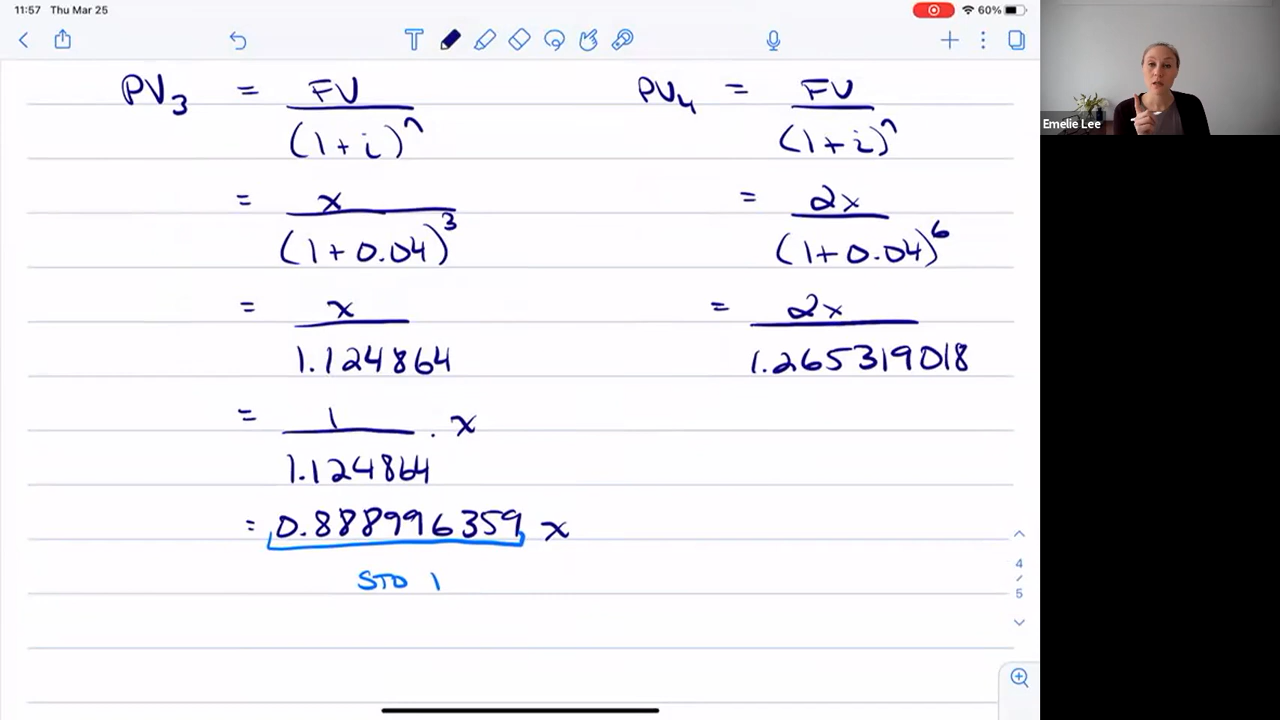 11:57 Thu Mar 25
60%
PV₃ = FV / (1 + i)ⁿ
= x / (1 + 0.04)³
= x / 1.124864
= 1 / 1.124864 · x
= 0.888996359 x
STO 1
PV₄ = FV / (1 + i)ⁿ
= 2x / (1 + 0.04)⁶
= 2x / 1.265319018
4
/
5
Emelie Lee